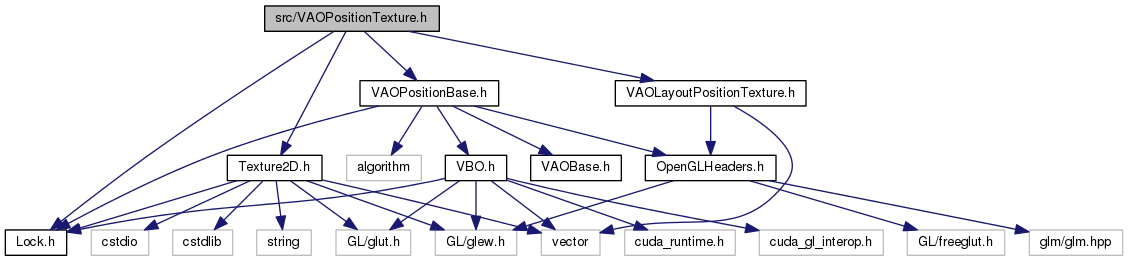 src/VAOPositionTexture.h
VAOPositionBase.h
VAOLayoutPositionTexture.h
Texture2D.h
algorithm
VBO.h
VAOBase.h
OpenGLHeaders.h
Lock.h
cstdio
cstdlib
string
GL/glut.h
GL/glew.h
vector
cuda_runtime.h
cuda_gl_interop.h
GL/freeglut.h
glm/glm.hpp